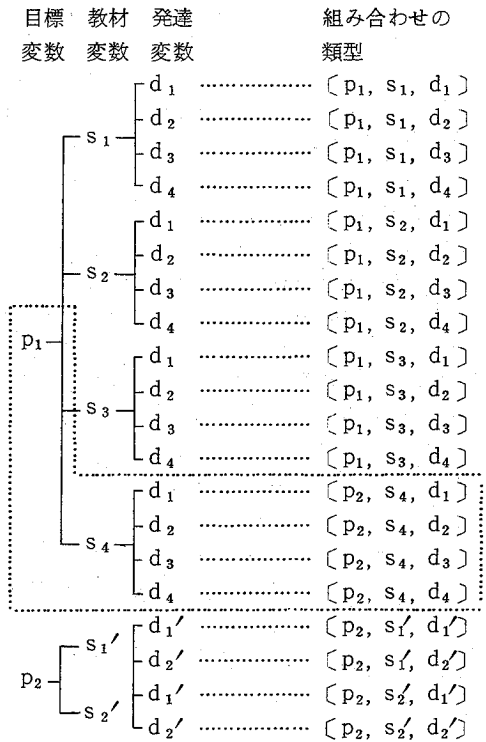 目標 教材 発達 組み合わせの
変数 変数 変数 類型
d₁ ……………… 〔p₁, s₁, d₁〕
d₂ ……………… 〔p₁, s₁, d₂〕
s₁
d₃ ……………… 〔p₁, s₁, d₃〕
d₄ ……………… 〔p₁, s₁, d₄〕
d₁ ……………… 〔p₁, s₂, d₁〕
d₂ ……………… 〔p₁, s₂, d₂〕
s₂
d₃ ……………… 〔p₁, s₂, d₃〕
d₄ ……………… 〔p₁, s₂, d₄〕
p₁
d₁ ……………… 〔p₁, s₃, d₁〕
d₂ ……………… 〔p₁, s₃, d₂〕
s₃
d₃ ……………… 〔p₁, s₃, d₃〕
d₄ ……………… 〔p₁, s₃, d₄〕
d₁ ……………… 〔p₂, s₄, d₁〕
d₂ ……………… 〔p₂, s₄, d₂〕
s₄
d₃ ……………… 〔p₂, s₄, d₃〕
d₄ ……………… 〔p₂, s₄, d₄〕
d₁′ ……………… 〔p₂, s₁′, d₁′〕
s₁′
d₂′ ……………… 〔p₂, s₁′, d₂′〕
p₂
d₁′ ……………… 〔p₂, s₂′, d₁′〕
s₂′
d₂′ ……………… 〔p₂, s₂′, d₂′〕